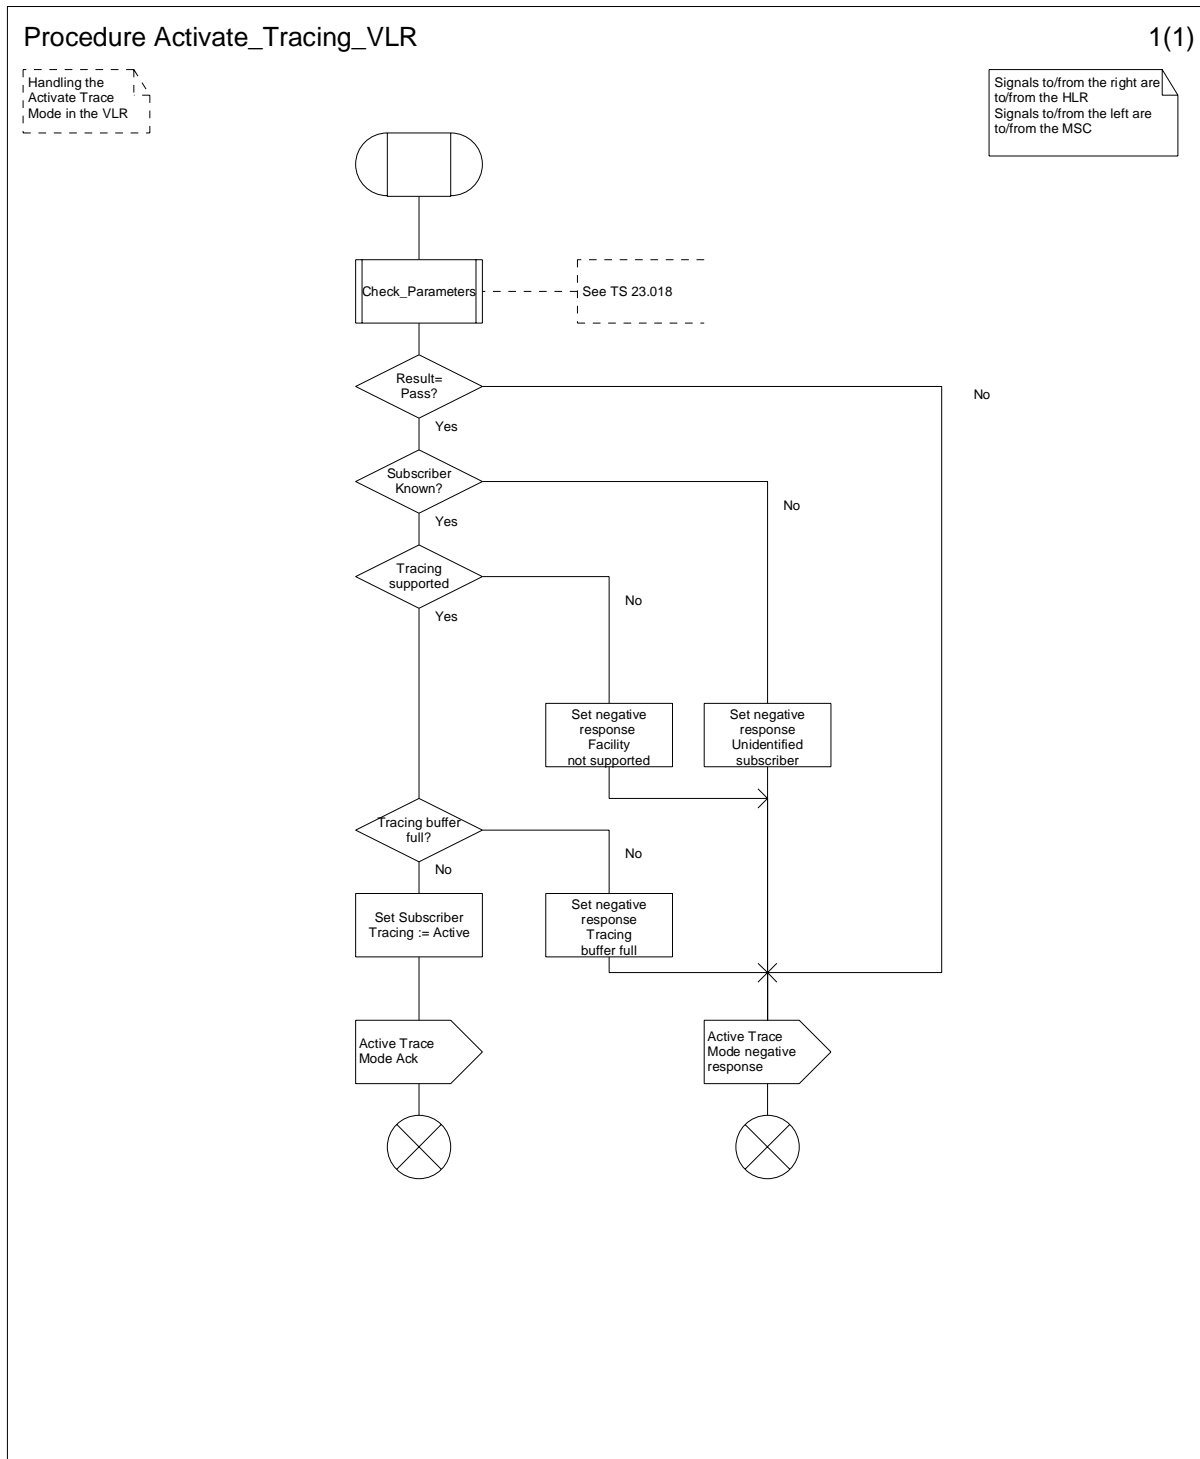 Procedure Activate_Tracing_VLR
1(1)
Handling the
Activate Trace
Mode in the VLR
Signals to/from the right are
to/from the HLR
Signals to/from the left are
to/from the MSC
Check_Parameters
See TS 23.018
Result=
Pass?
No
Yes
Subscriber
Known?
No
Yes
Tracing
supported
No
Yes
Set negative
response
Facility
not supported
Set negative
response
Unidentified
subscriber
Tracing buffer
full?
No
No
Set Subscriber
Tracing := Active
Set negative
response
Tracing
buffer full
Active Trace
Mode Ack
Active Trace
Mode negative
response